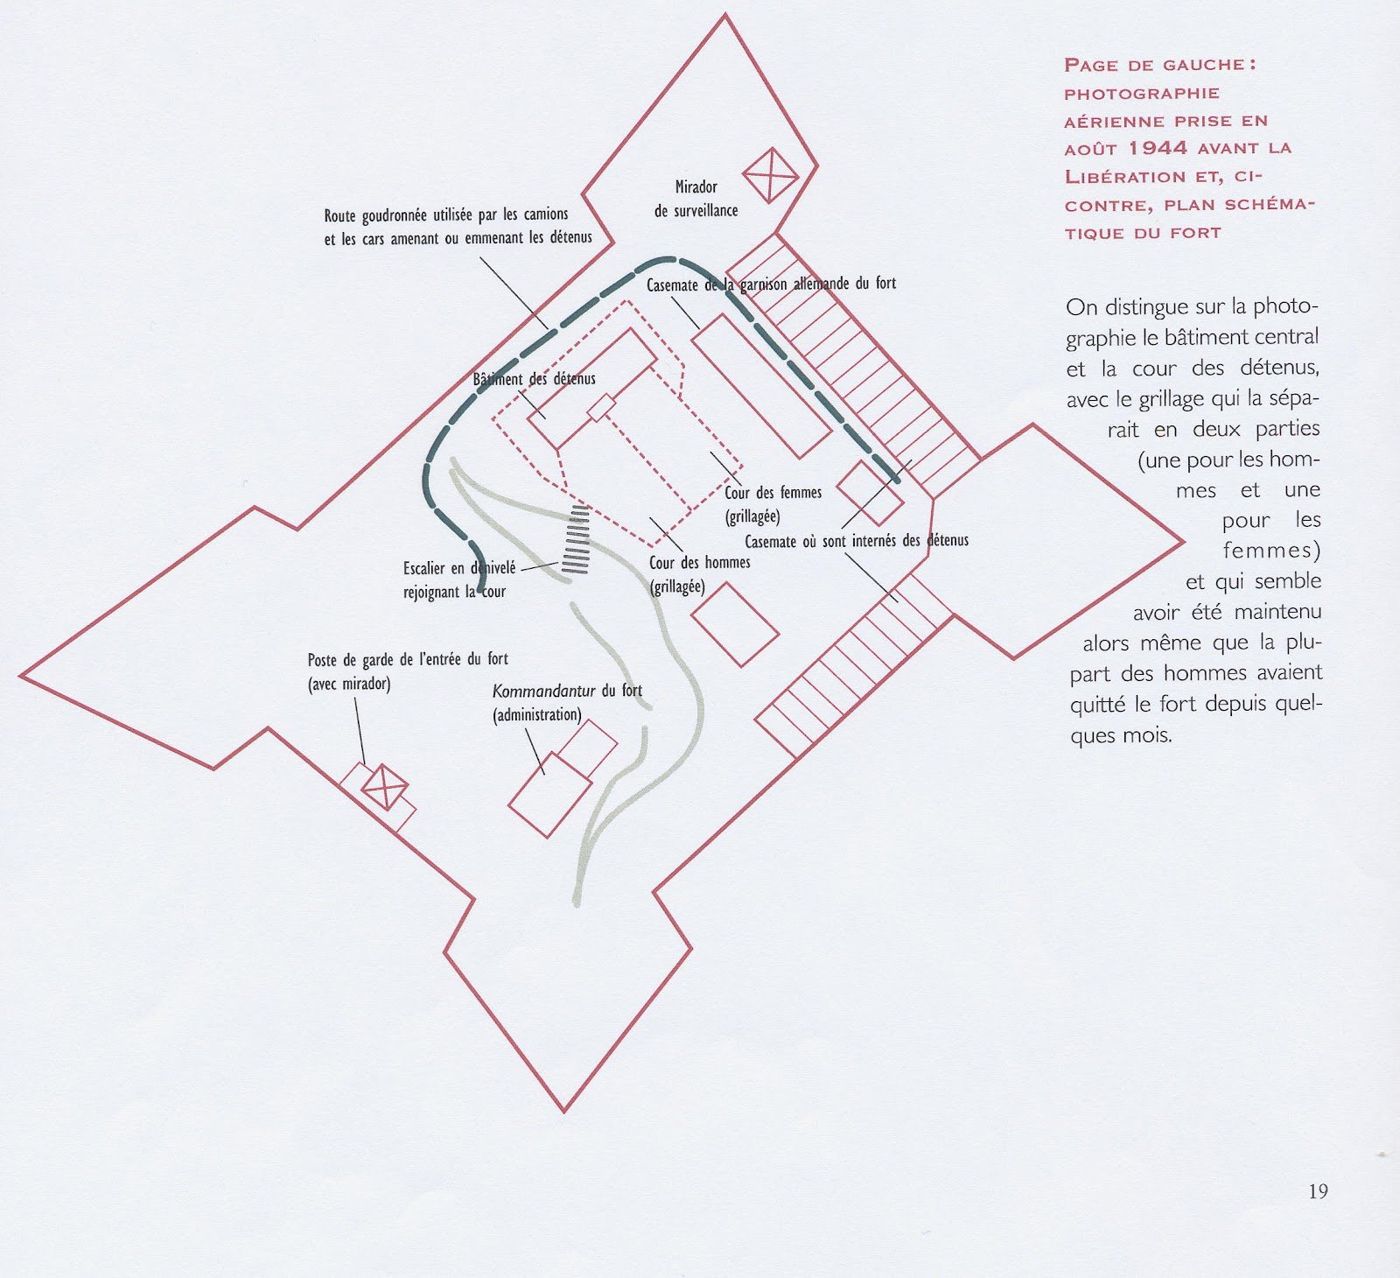 PAGE DE GAUCHE :
PHOTOGRAPHIE
AÉRIENNE PRISE EN
AOÛT 1944 AVANT LA
LIBÉRATION ET, CI-
CONTRE, PLAN SCHÉMA-
TIQUE DU FORT
On distingue sur la photo-
graphie le bâtiment central
et la cour des détenus,
avec le grillage qui la sépa-
rait en deux parties
(une pour les hom-
mes et une
pour les
femmes)
et qui semble
avoir été maintenu
alors même que la plu-
part des hommes avaient
quitté le fort depuis quel-
ques mois.
Mirador
de surveillance
Route goudronnée utilisée par les camions
et les cars amenant ou emmenant les détenus
Casemate de la garnison allemande du fort
Bâtiment des détenus
Cour des femmes
(grillagée)
Casemate où sont internés des détenus
Cour des hommes
(grillagée)
Escalier en dénivelé
rejoignant la cour
Poste de garde de l'entrée du fort
(avec mirador)
Kommandantur du fort
(administration)
19